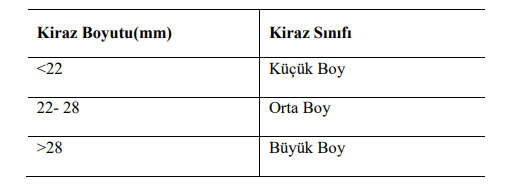 Kiraz Boyutu(mm) Kiraz Sınıfı
<22 Küçük Boy
22- 28 Orta Boy
>28 Büyük Boy